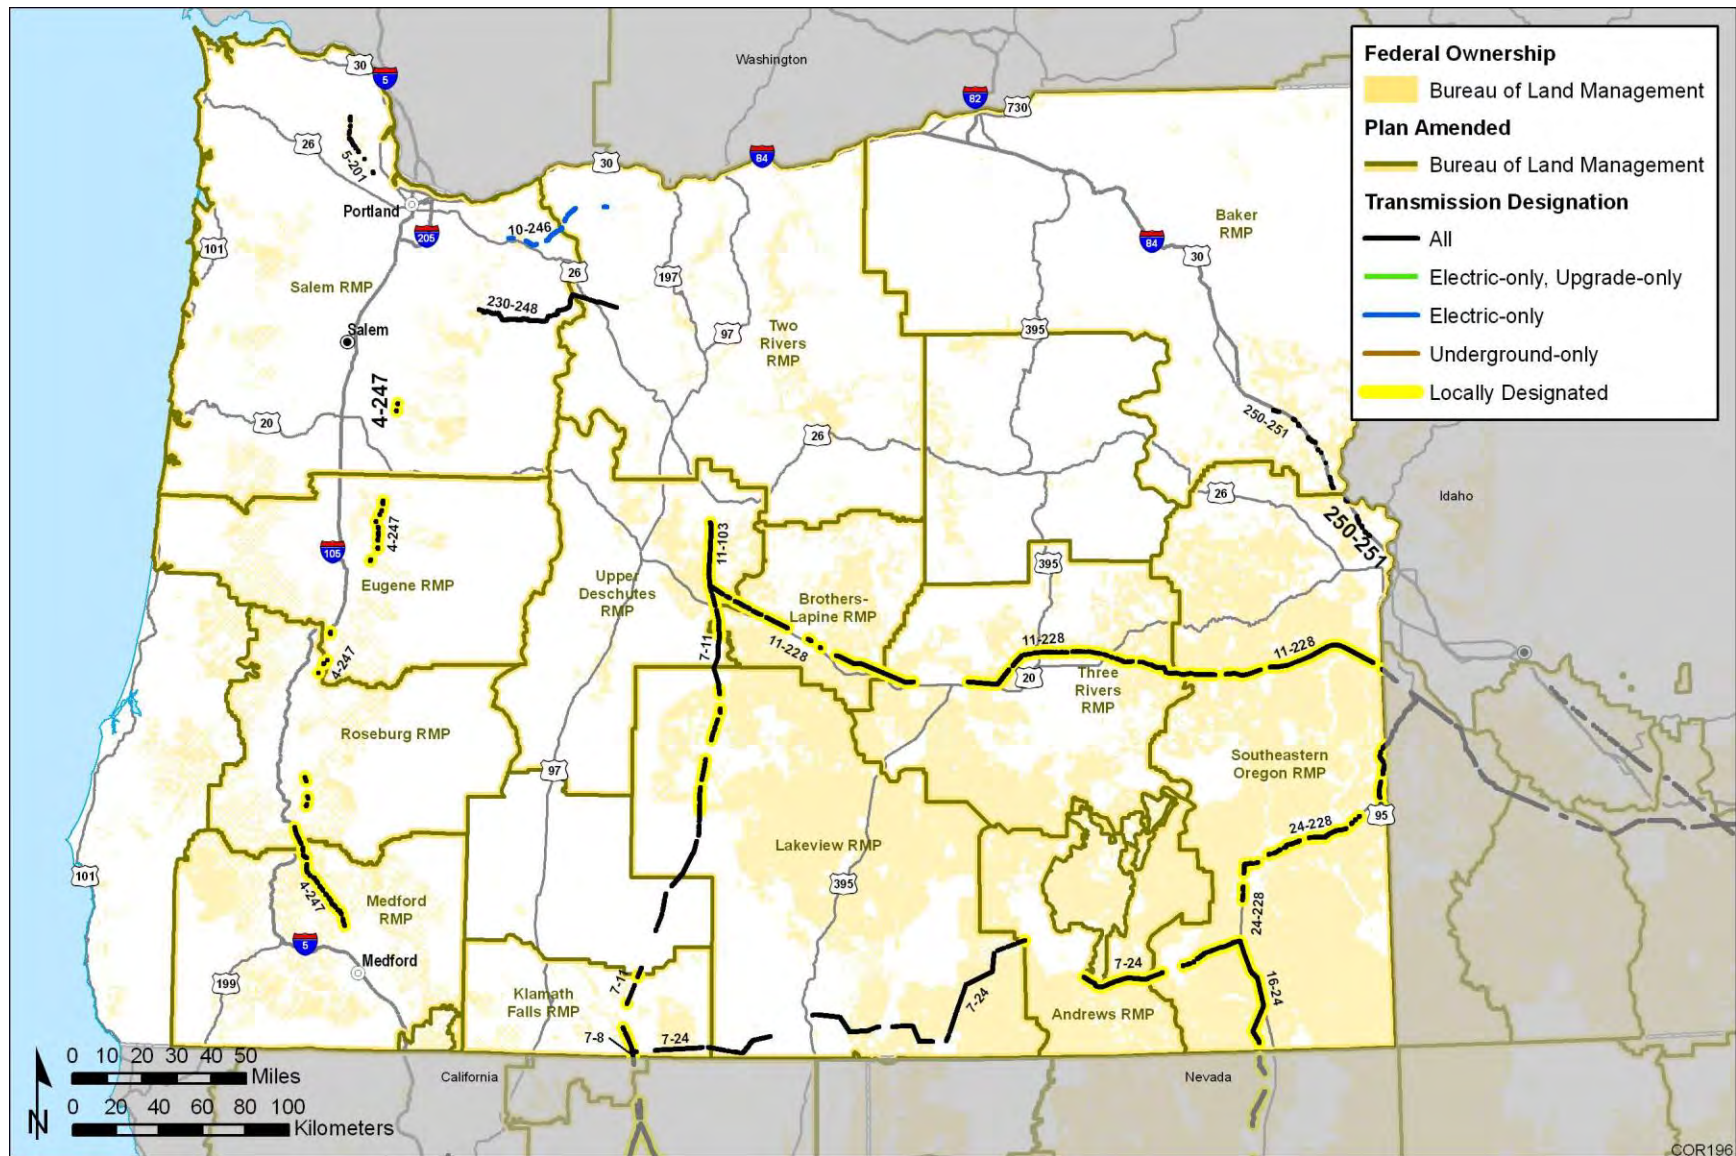 Federal Ownership
Bureau of Land Management
Plan Amended
Bureau of Land Management
Transmission Designation
All
Electric-only, Upgrade-only
Electric-only
Underground-only
Locally Designated
Washington
30
5
82
730
84
26
5-201
30
Portland
205
10-246
26
197
97
101
Salem RMP
230-248
Salem
Two
Rivers
RMP
Baker
RMP
84
30
395
4-247
20
26
250-251
26
Idaho
250-251
4-247
105
Eugene RMP
11-103
Upper
Deschutes
RMP
Brothers-
Lapine RMP
395
4-247
7-11
11-228
11-228
11-228
20
Three
Rivers
RMP
Roseburg RMP
97
Southeastern
Oregon RMP
95
24-228
Lakeview RMP
395
101
4-247
Medford
RMP
24-228
5
Medford
199
7-11
Klamath
Falls RMP
7-24
7-24
16-24
Andrews RMP
7-8
7-24
California
Nevada
0 10 20 30 40 50
Miles
0 20 40 60 80 100
Kilometers
N
COR196